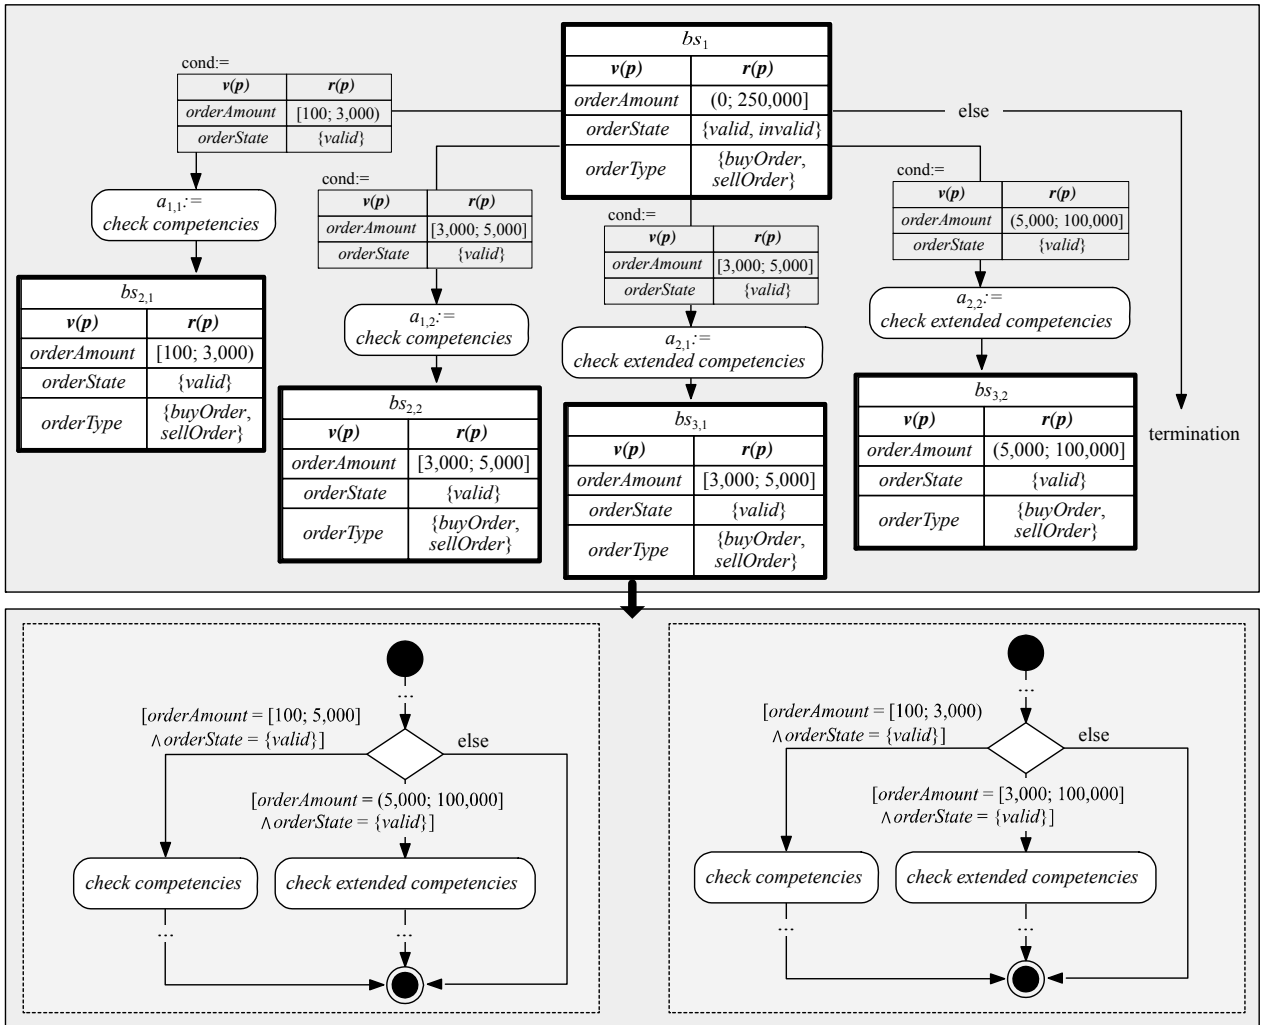 bs1
v(p) r(p)
orderAmount (0; 250,000]
orderState {valid, invalid}
orderType {buyOrder,
sellOrder}
else
termination
cond:=
v(p) r(p)
orderAmount [100; 3,000)
orderState {valid}
a1,1:=
check competencies
bs2,1
v(p) r(p)
orderAmount [100; 3,000)
orderState {valid}
orderType {buyOrder,
sellOrder}
cond:=
v(p) r(p)
orderAmount [3,000; 5,000]
orderState {valid}
a1,2:=
check competencies
bs2,2
v(p) r(p)
orderAmount [3,000; 5,000]
orderState {valid}
orderType {buyOrder,
sellOrder}
cond:=
v(p) r(p)
orderAmount [3,000; 5,000]
orderState {valid}
a2,1:=
check extended competencies
bs3,1
v(p) r(p)
orderAmount [3,000; 5,000]
orderState {valid}
orderType {buyOrder,
sellOrder}
cond:=
v(p) r(p)
orderAmount (5,000; 100,000]
orderState {valid}
a2,2:=
check extended competencies
bs3,2
v(p) r(p)
orderAmount (5,000; 100,000]
orderState {valid}
orderType {buyOrder,
sellOrder}
...
[orderAmount = [100; 5,000]
∧ orderState = {valid}]
else
[orderAmount = (5,000; 100,000]
∧ orderState = {valid}]
check competencies
check extended competencies
...
...
...
[orderAmount = [100; 3,000)
∧ orderState = {valid}]
else
[orderAmount = [3,000; 100,000]
∧ orderState = {valid}]
check competencies
check extended competencies
...
...